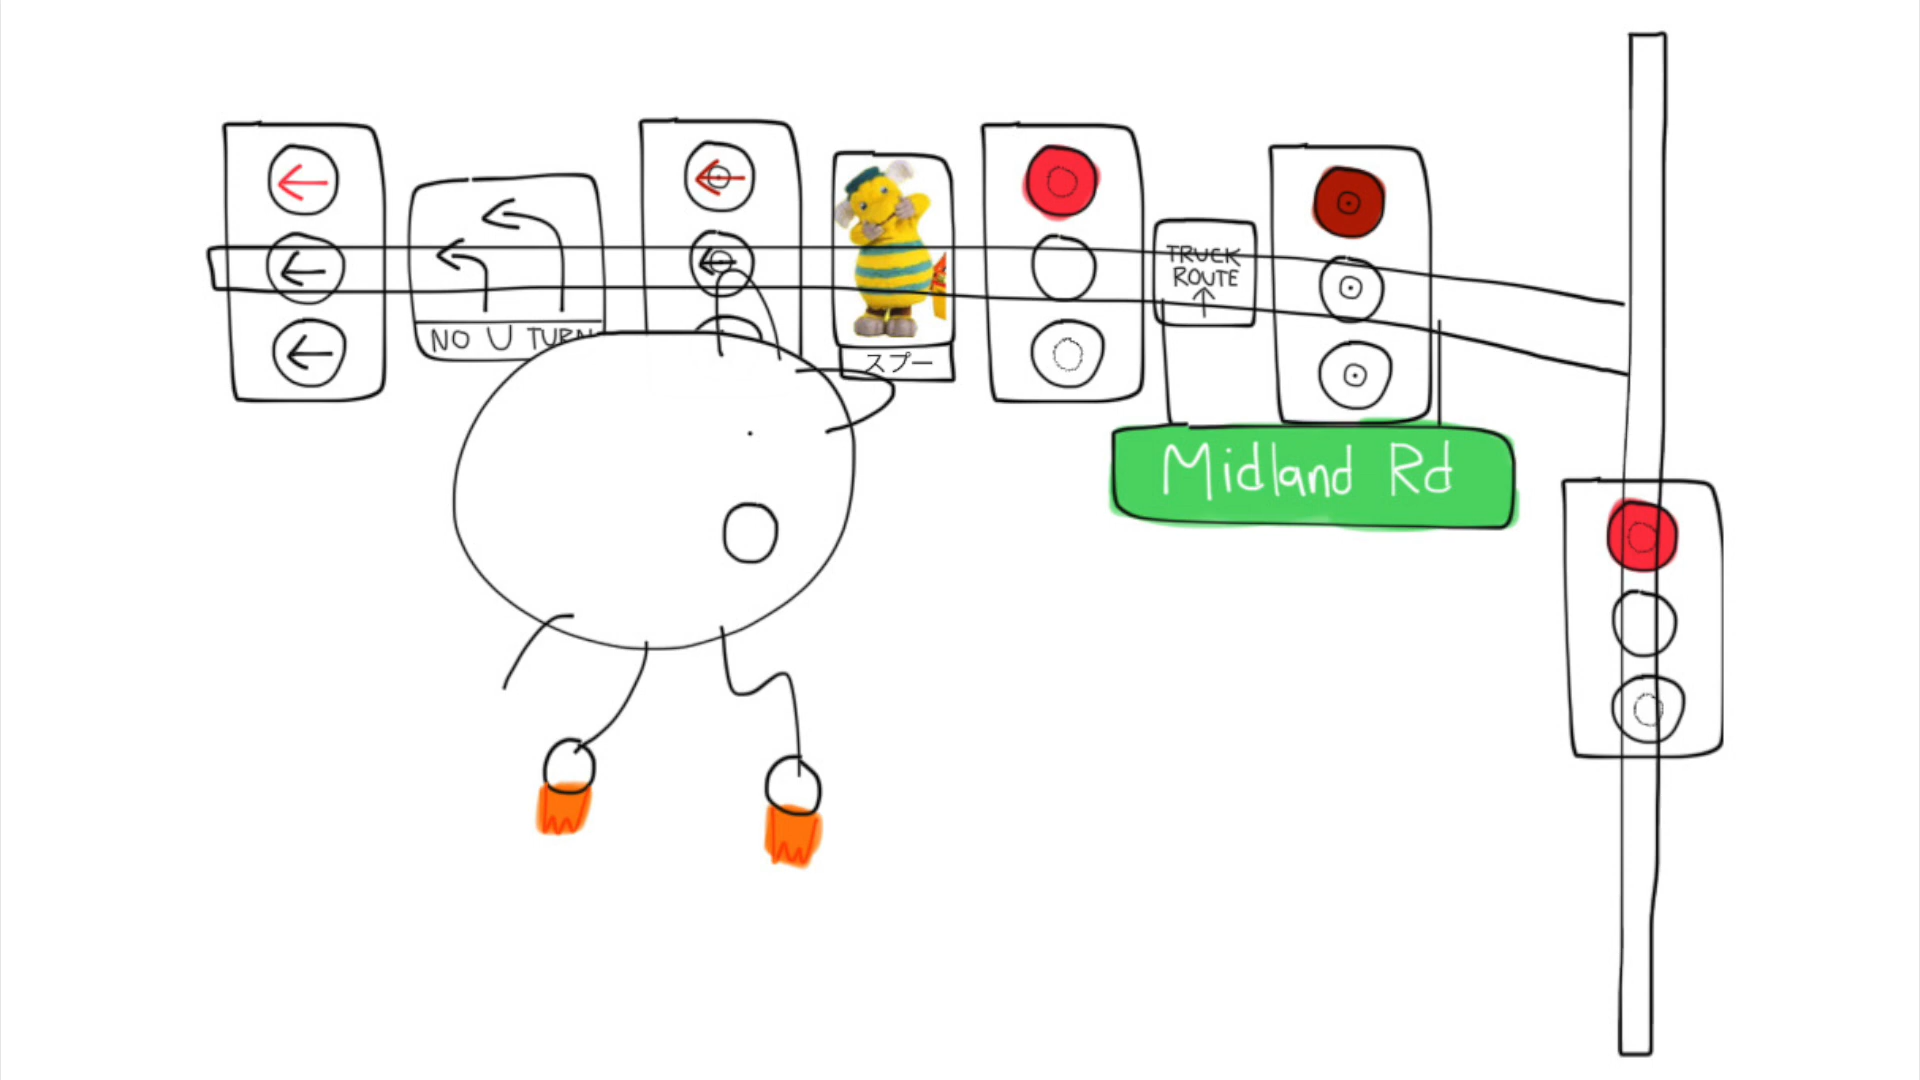 NO U TURN
スプー
TRUCK
ROUTE
Midland Rd